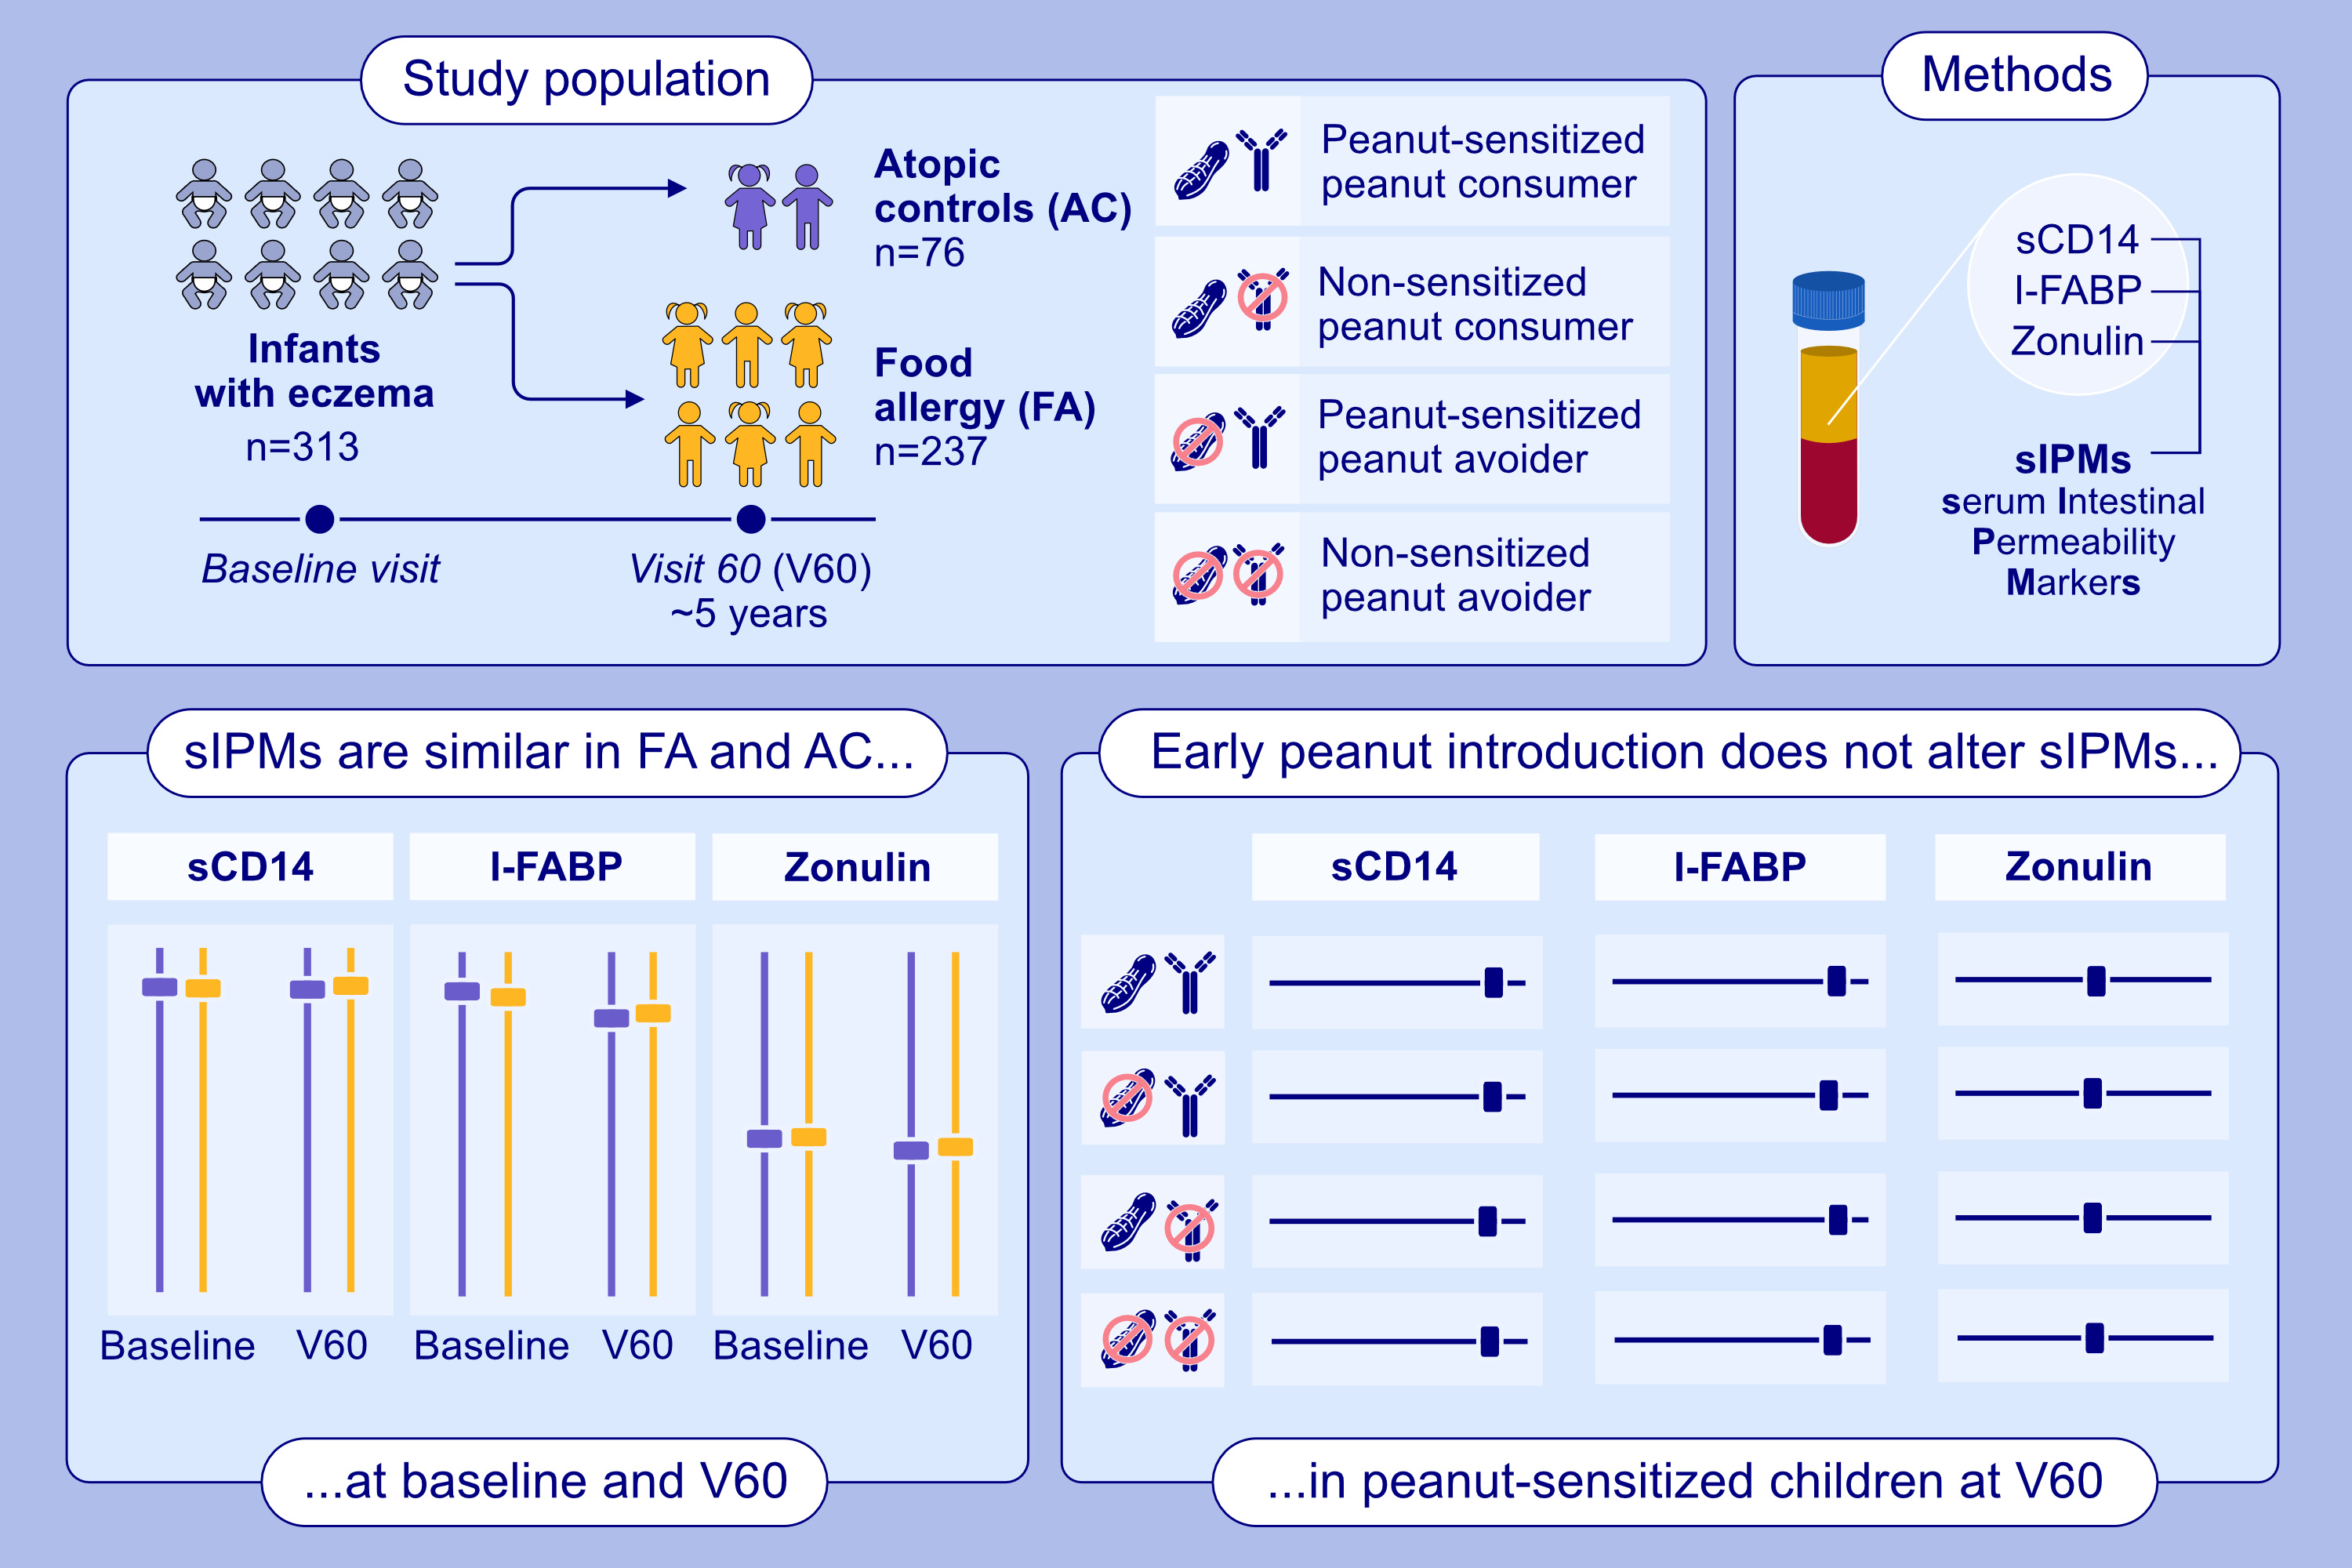 Study population
Infants
with eczema
n=313
Atopic
controls (AC)
n=76
Food
allergy (FA)
n=237
Baseline visit
Visit 60 (V60)
~5 years
Peanut-sensitized
peanut consumer
Non-sensitized
peanut consumer
Peanut-sensitized
peanut avoider
Non-sensitized
peanut avoider
Methods
sCD14
I-FABP
Zonulin
sIPMs
serum Intestinal
Permeability
Markers
sIPMs are similar in FA and AC...
sCD14 I-FABP Zonulin
Baseline V60 Baseline V60 Baseline V60
...at baseline and V60
Early peanut introduction does not alter sIPMs...
sCD14 I-FABP Zonulin
...in peanut-sensitized children at V60